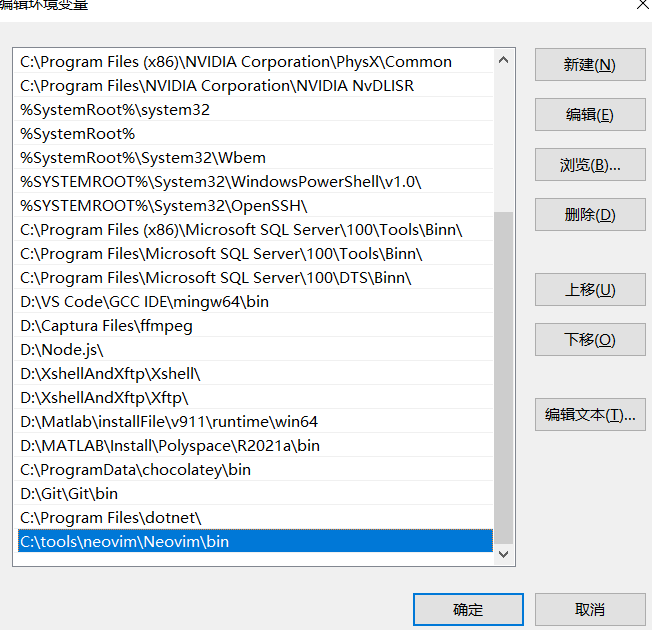 编辑环境变量
C:\Program Files (x86)\NVIDIA Corporation\PhysX\Common
C:\Program Files\NVIDIA Corporation\NVIDIA NvDLISR
%SystemRoot%\system32
%SystemRoot%
%SystemRoot%\System32\Wbem
%SYSTEMROOT%\System32\WindowsPowerShell\v1.0\
%SYSTEMROOT%\System32\OpenSSH\
C:\Program Files (x86)\Microsoft SQL Server\100\Tools\Binn\
C:\Program Files\Microsoft SQL Server\100\Tools\Binn\
C:\Program Files\Microsoft SQL Server\100\DTS\Binn\
D:\VS Code\GCC IDE\mingw64\bin
D:\Captura Files\ffmpeg
D:\Node.js\
D:\XshellAndXftp\Xshell\
D:\XshellAndXftp\Xftp\
D:\Matlab\installFile\v911\runtime\win64
D:\MATLAB\Install\Polyspace\R2021a\bin
C:\ProgramData\chocolatey\bin
D:\Git\Git\bin
C:\Program Files\dotnet\
C:\tools\neovim\Neovim\bin
新建(N)
编辑(E)
浏览(B)...
删除(D)
上移(U)
下移(O)
编辑文本(T)...
确定
取消